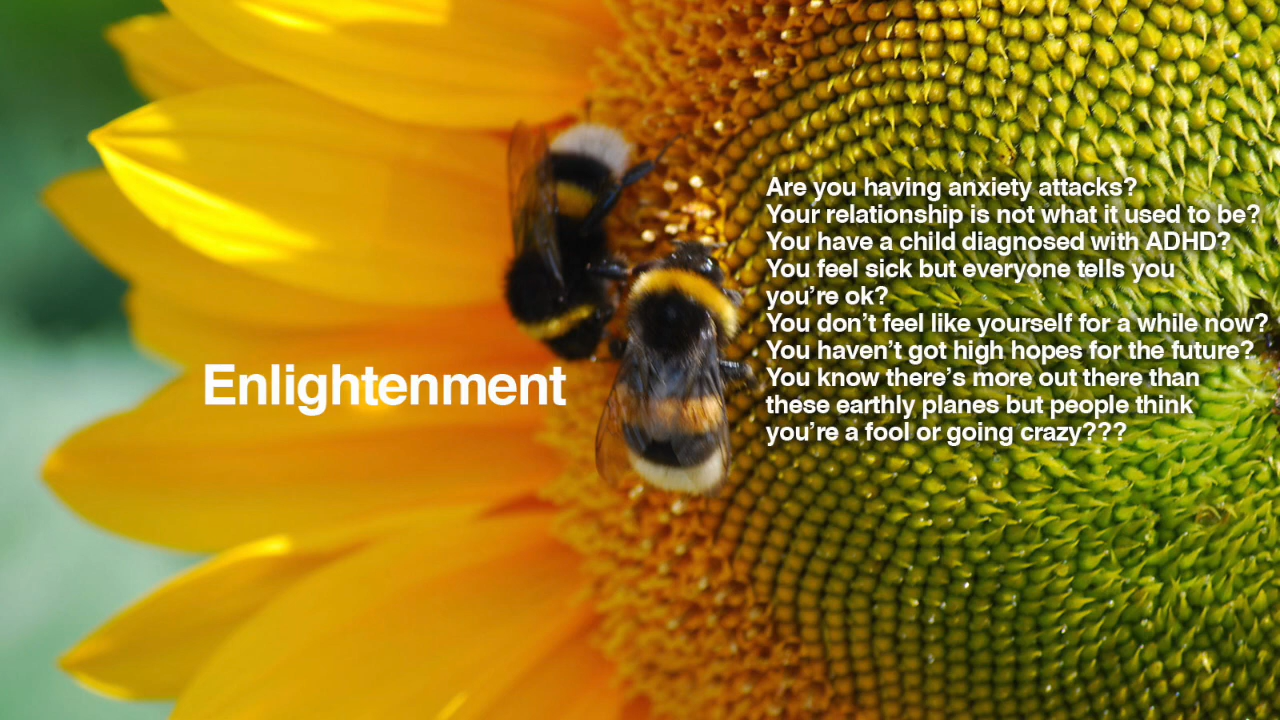 Enlightenment
Are you having anxiety attacks?
Your relationship is not what it used to be?
You have a child diagnosed with ADHD?
You feel sick but everyone tells you
you're ok?
You don't feel like yourself for a while now?
You haven't got high hopes for the future?
You know there's more out there than
these earthly planes but people think
you're a fool or going crazy???